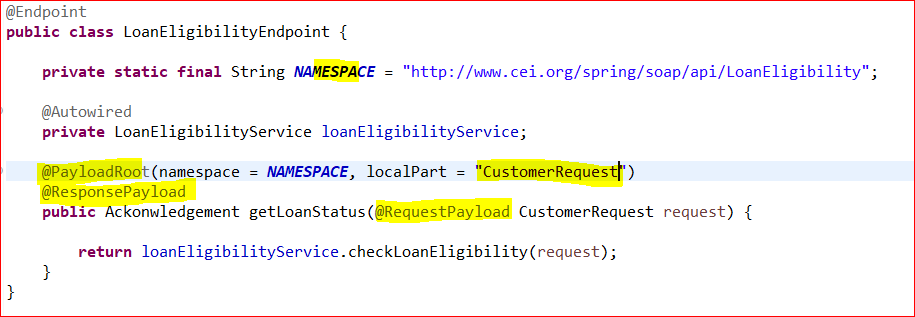 @Endpoint
public class LoanEligibilityEndpoint {
private static final String NAMESPACE = "http://www.cei.org/spring/soap/api/LoanEligibility";
@Autowired
private LoanEligibilityService loanEligibilityService;
@PayloadRoot(namespace = NAMESPACE, localPart = "CustomerRequest")
@ResponsePayload
public Ackonwledgement getLoanStatus(@RequestPayload CustomerRequest request) {
return loanEligibilityService.checkLoanEligibility(request);
}
}